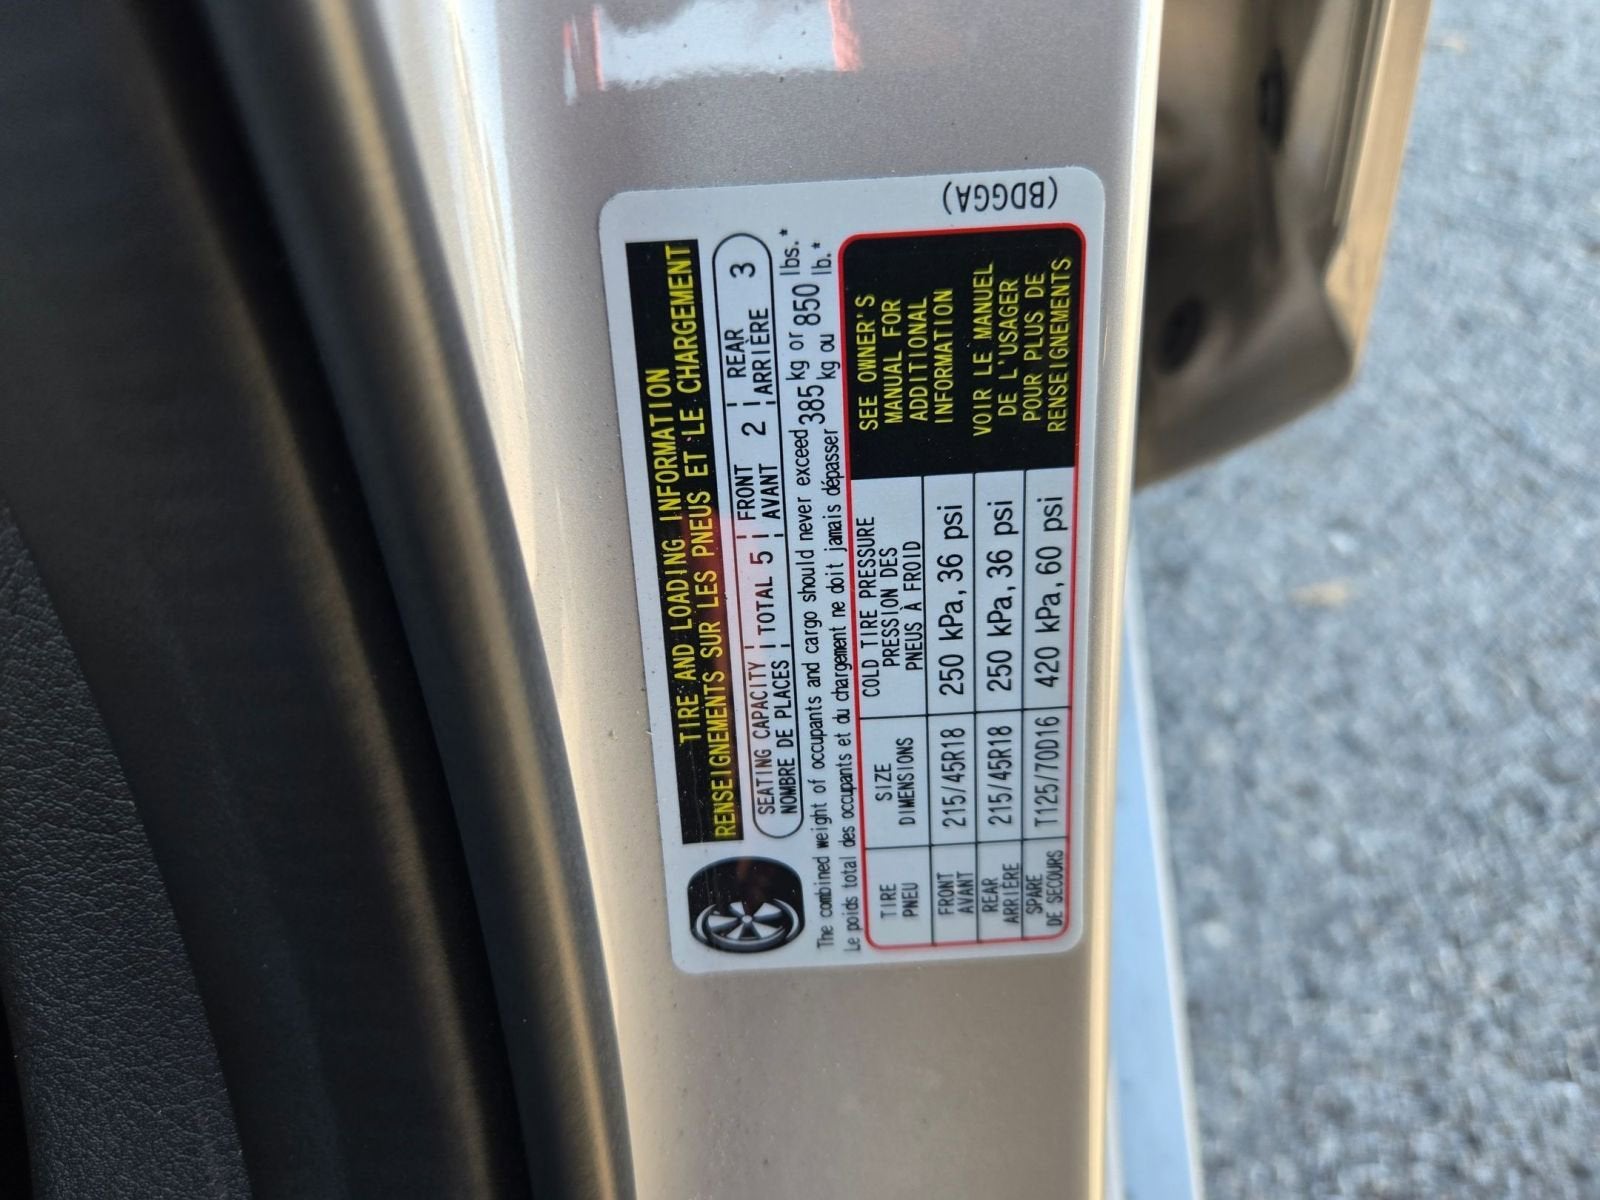 TIRE AND LOADING INFORMATION
RENSEIGNEMENTS SUR LES PNEUS ET LE CHARGEMENT
SEATING CAPACITY ¦ TOTAL 5 ¦ FRONT 2 ¦ REAR 3
NOMBRE DE PLACES ¦ AVANT ¦ ARRIÈRE
The combined weight of occupants and cargo should never exceed 385 kg or 850 lbs.*
Le poids total des occupants et du chargement ne doit jamais dépasser kg ou lb.*
TIRE
PNEU
SIZE
DIMENSIONS
COLD TIRE PRESSURE
PRESSION DES
PNEUS À FROID
FRONT
AVANT
215/45R18
250 kPa, 36 psi
REAR
ARRIÈRE
215/45R18
250 kPa, 36 psi
SPARE
DE SECOURS
T125/70D16
420 kPa, 60 psi
SEE OWNER'S
MANUAL FOR
ADDITIONAL
INFORMATION
VOIR LE MANUEL
DE L'USAGER
POUR PLUS DE
RENSEIGNEMENTS
(BDGGA)